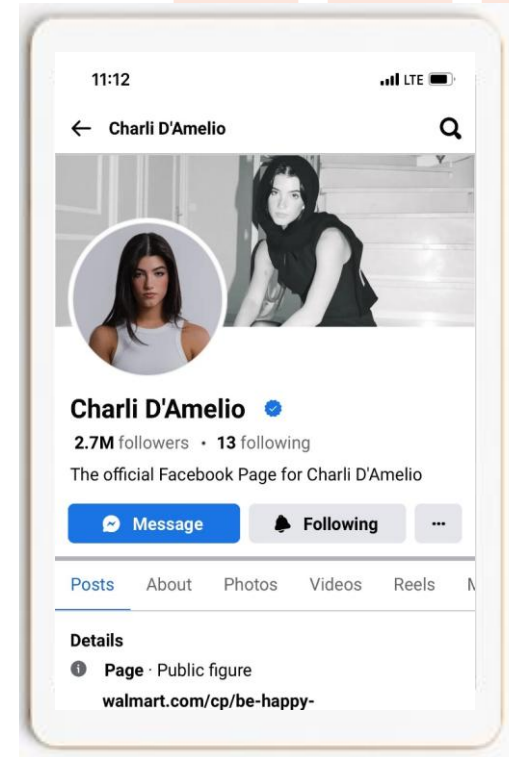 11:12
LTE
Charli D'Amelio
Charli D'Amelio
2.7M followers • 13 following
The official Facebook Page for Charli D'Amelio
Message Following ...
Posts About Photos Videos Reels
Details
Page · Public figure
walmart.com/cp/be-happy-